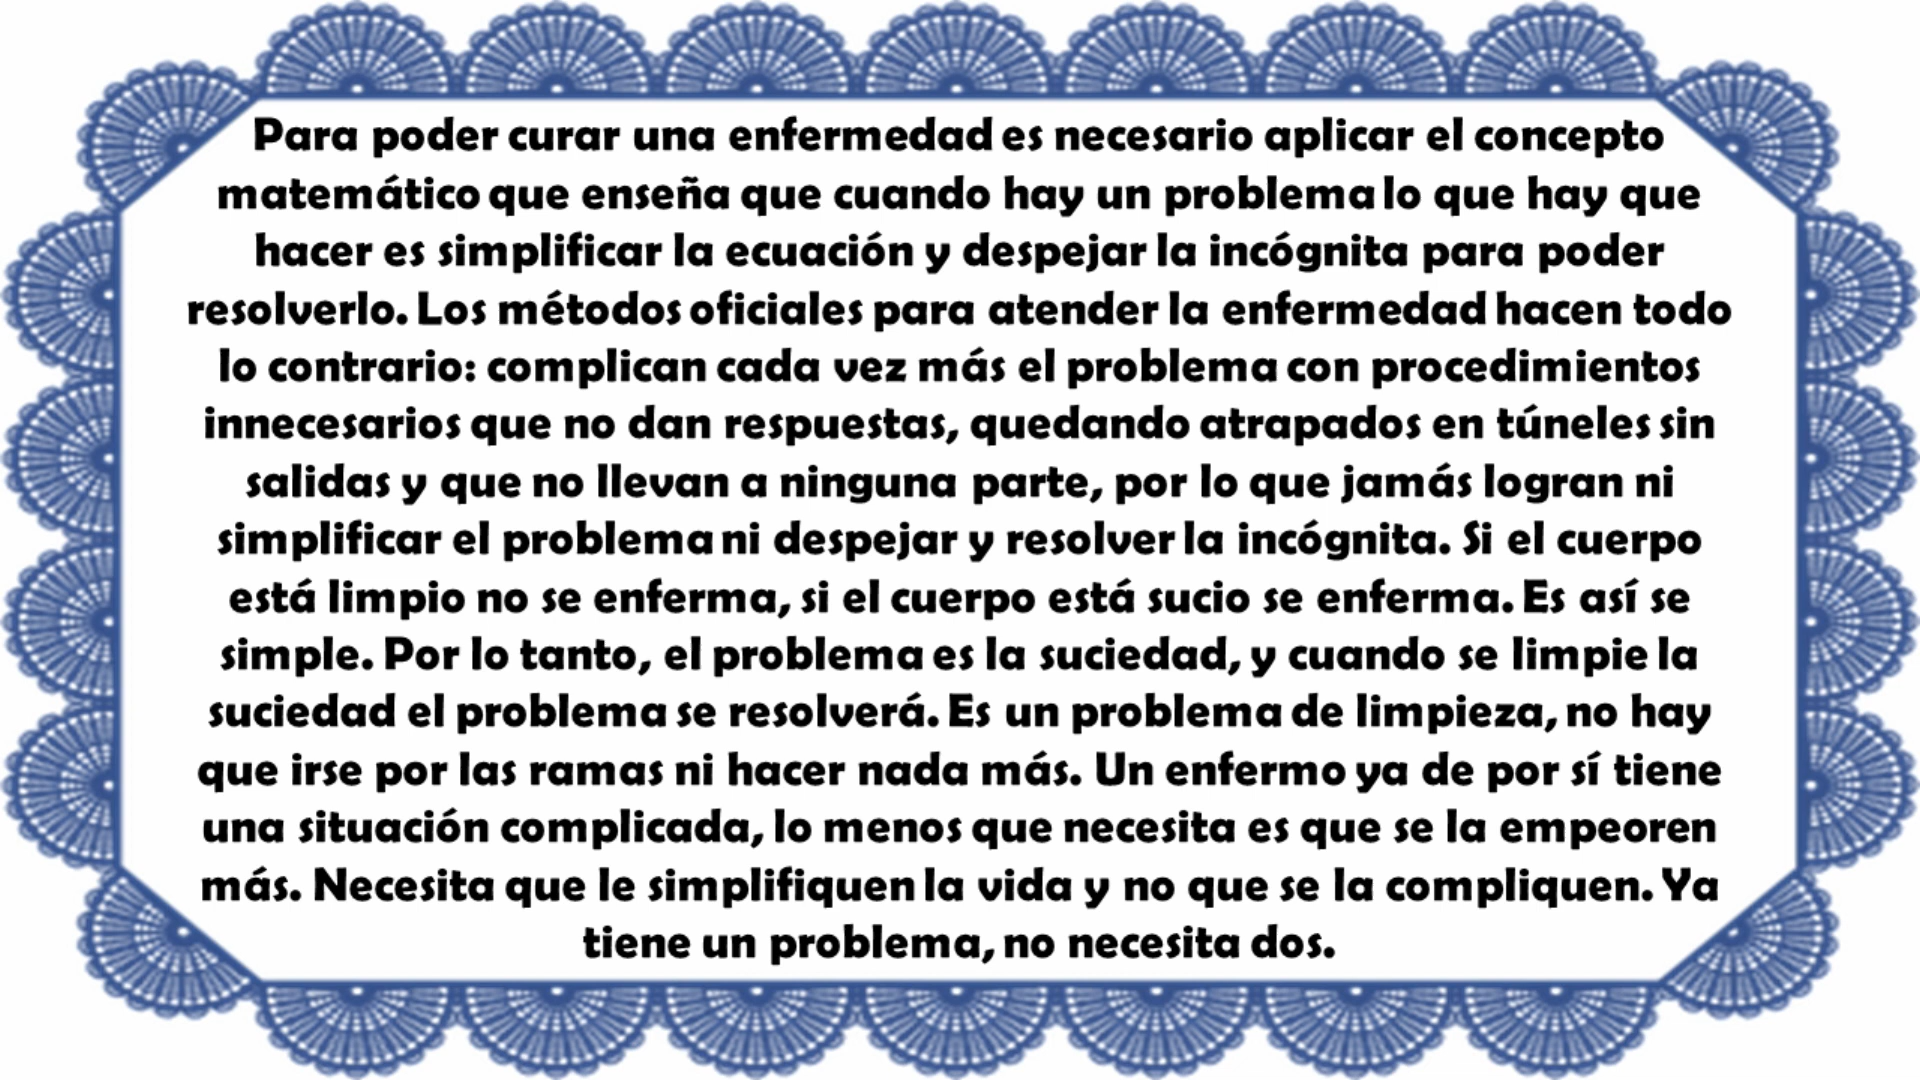 Para poder curar una enfermedad es necesario aplicar el concepto
matemático que enseña que cuando hay un problema lo que hay que
hacer es simplificar la ecuación y despejar la incógnita para poder
resolverlo. Los métodos oficiales para atender la enfermedad hacen todo
lo contrario: complican cada vez más el problema con procedimientos
innecesarios que no dan respuestas, quedando atrapados en túneles sin
salidas y que no llevan a ninguna parte, por lo que jamás logran ni
simplificar el problema ni despejar y resolver la incógnita. Si el cuerpo
está limpio no se enferma, si el cuerpo está sucio se enferma. Es así se
simple. Por lo tanto, el problema es la suciedad, y cuando se limpie la
suciedad el problema se resolverá. Es un problema de limpieza, no hay
que irse por las ramas ni hacer nada más. Un enfermo ya de por sí tiene
una situación complicada, lo menos que necesita es que se la empeoren
más. Necesita que le simplifiquen la vida y no que se la compliquen. Ya
tiene un problema, no necesita dos.